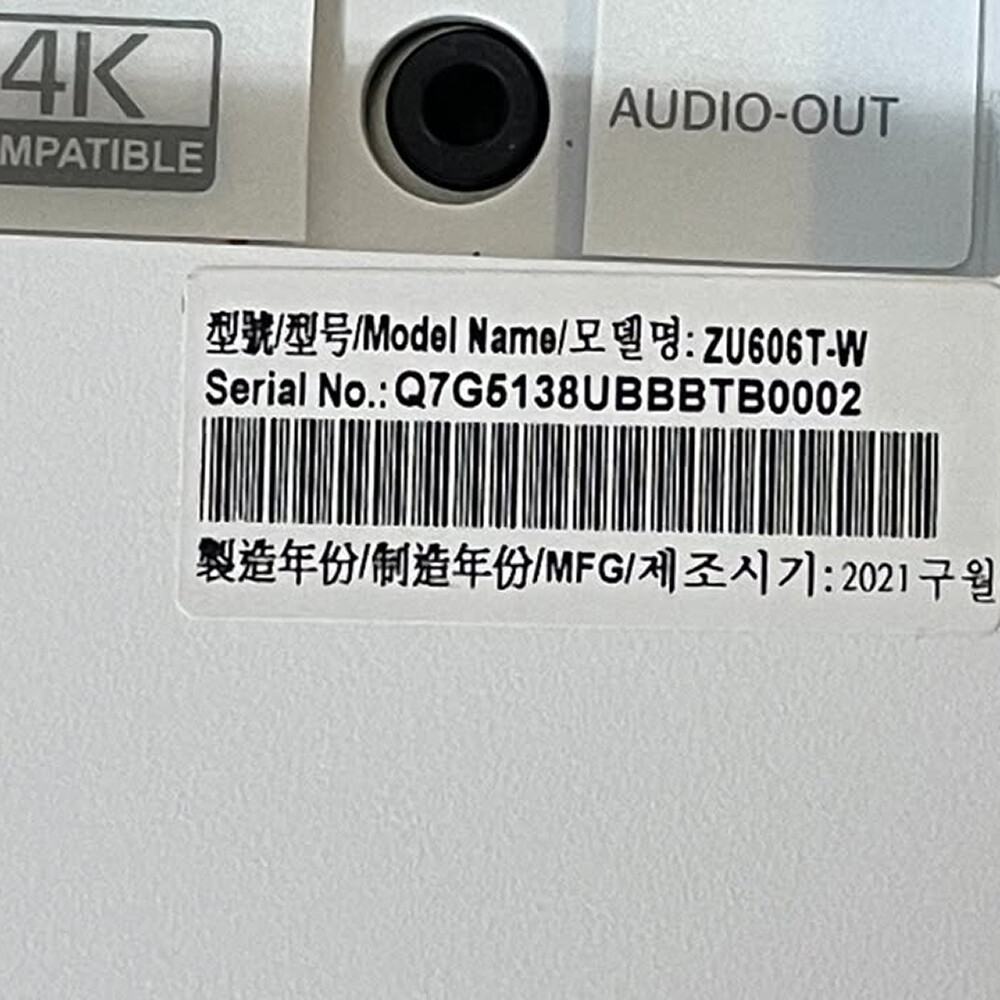 4K
MPATIBLE
AUDIO-OUT
型號/型号/Model Name/모델명: ZU606T-W
Serial No.: Q7G5138UBBBTB0002
製造年份/制造年份/MFG/제조시기: 2021 구월